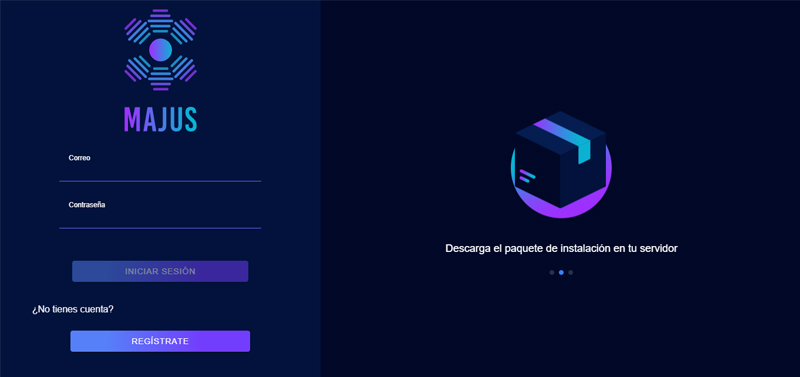 MAJUS
Correo
Contraseña
INICIAR SESIÓN
¿No tienes cuenta?
REGÍSTRATE
Descarga el paquete de instalación en tu servidor